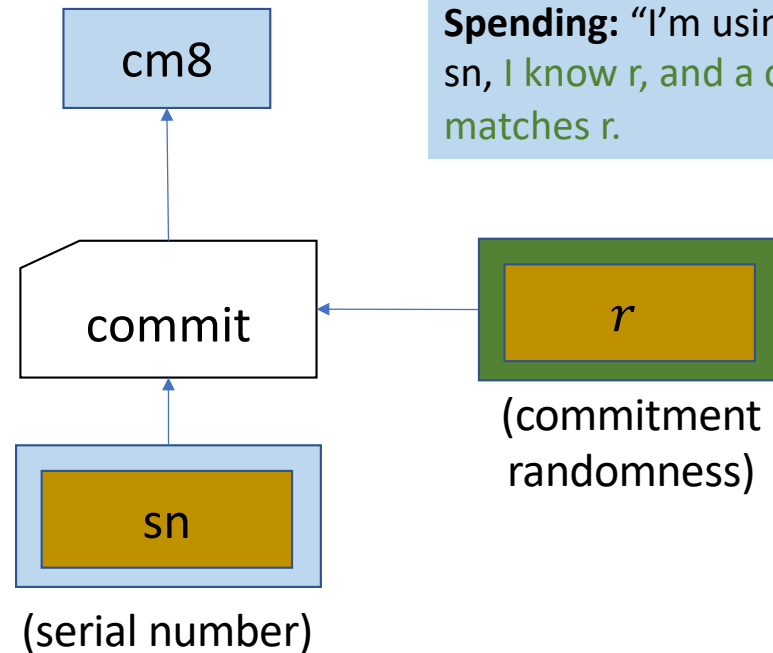 cm8
Spending: “I’m usin
sn, I know r, and a c
matches r.
commit
r
(commitment
randomness)
sn
(serial number)